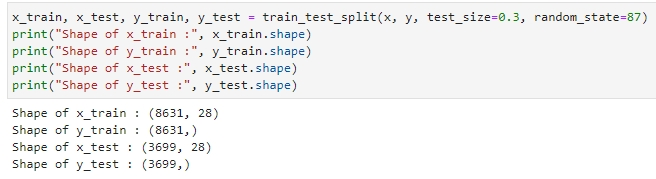 x_train, x_test, y_train, y_test = train_test_split(x, y, test_size=0.3, random_state=87)
print("Shape of x_train :", x_train.shape)
print("Shape of y_train :", y_train.shape)
print("Shape of x_test :", x_test.shape)
print("Shape of y_test :", y_test.shape)
Shape of x_train : (8631, 28)
Shape of y_train : (8631,)
Shape of x_test : (3699, 28)
Shape of y_test : (3699,)